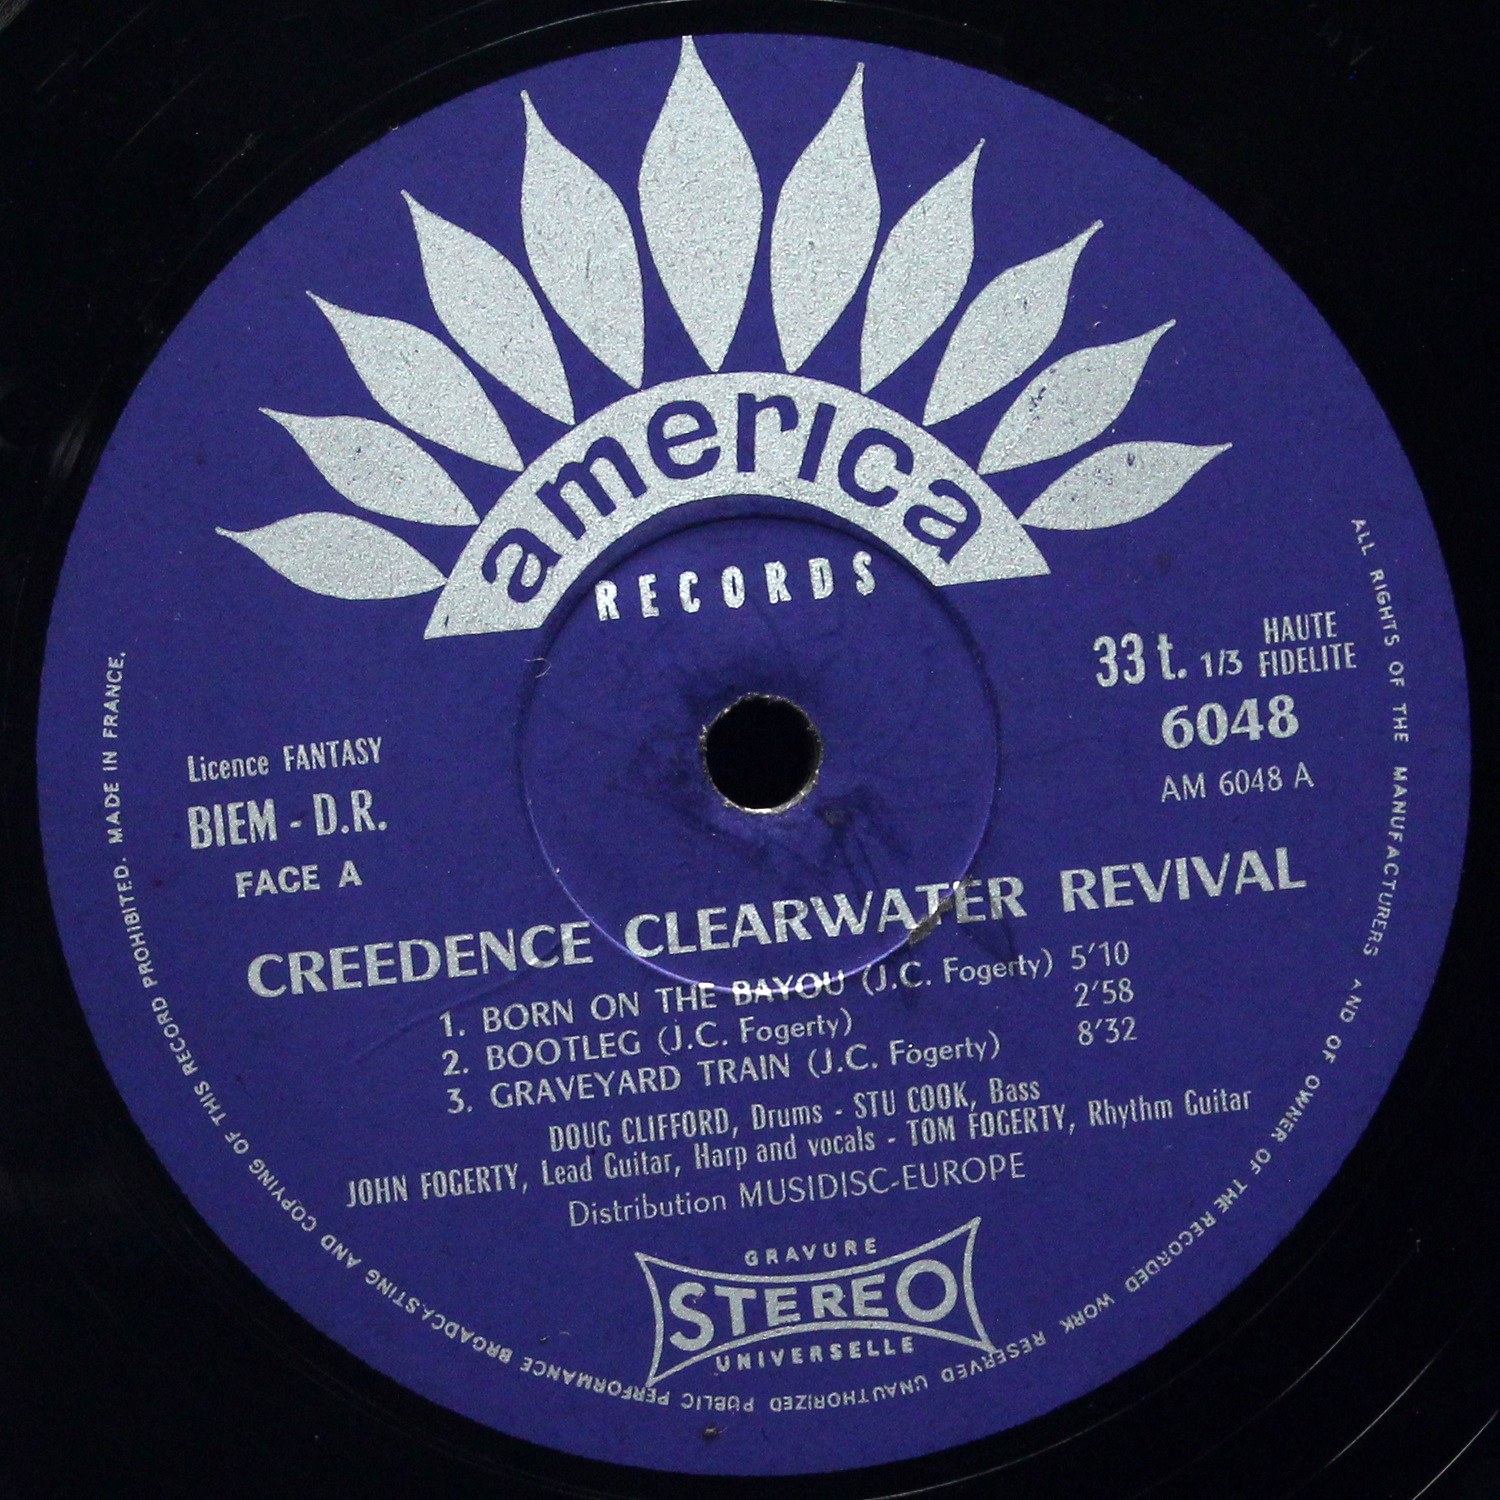 america
RECORDS
33 t. 1/3 HAUTE FIDELITE
6048
AM 6048 A
Licence FANTASY
BIEM - D.R.
FACE A
CREEDENCE CLEARWATER REVIVAL
1. BORN ON THE BAYOU (J.C. Fogerty) 5'10
2. BOOTLEG (J.C. Fogerty) 2'58
3. GRAVEYARD TRAIN (J.C. Fogerty) 8'32
DOUG CLIFFORD, Drums - STU COOK, Bass
JOHN FOGERTY, Lead Guitar, Harp and vocals - TOM FOGERTY, Rhythm Guitar
Distribution MUSIDISC-EUROPE
GRAVURE
STEREO
UNIVERSELLE
ALL RIGHTS OF THE MANUFACTURERS AND OF OWNER OF THE RECORDED WORK RESERVED UNAUTHORIZED PUBLIC PERFORMANCE BROADCASTING AND COPYING OF THIS RECORD PROHIBITED. MADE IN FRANCE.